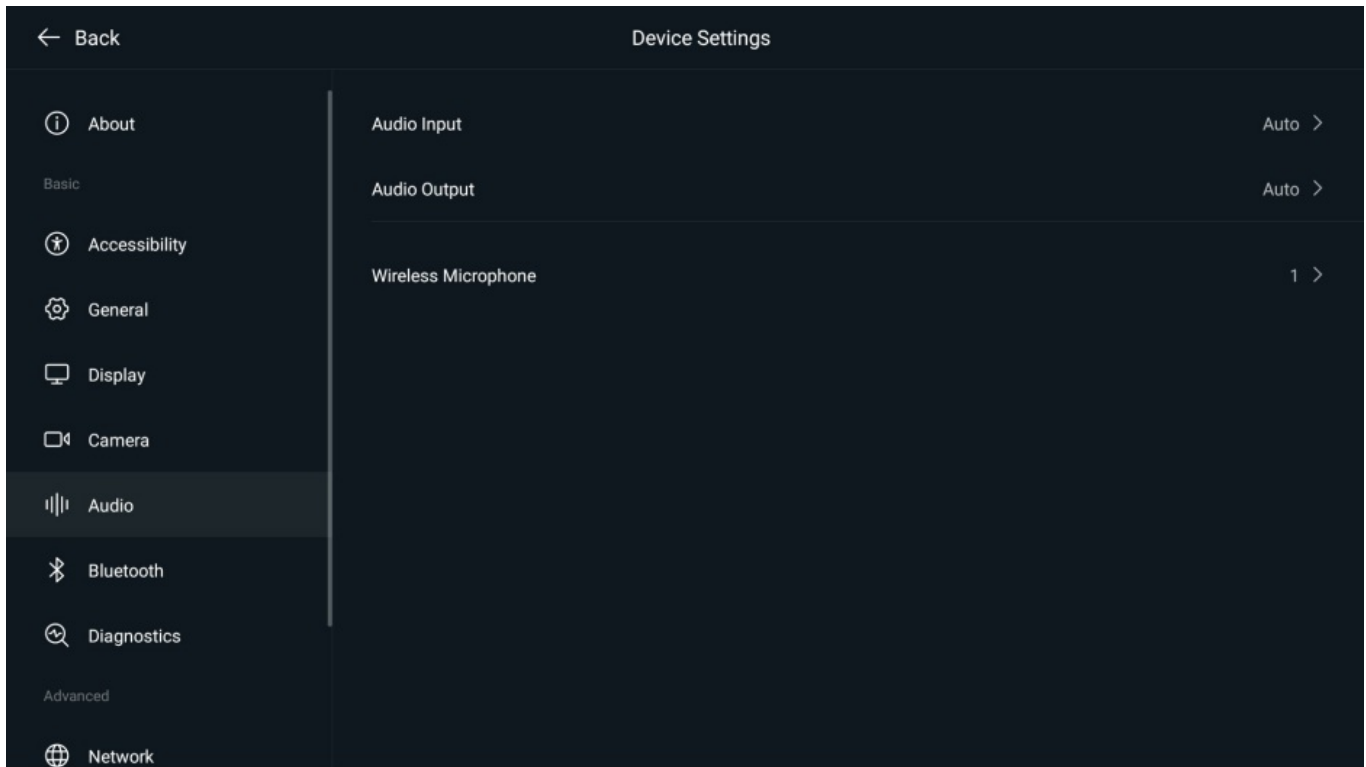 Back
Device Settings
About
Basic
Accessibility
General
Display
Camera
Audio
Bluetooth
Diagnostics
Advanced
Network
Audio Input Auto
Audio Output Auto
Wireless Microphone 1